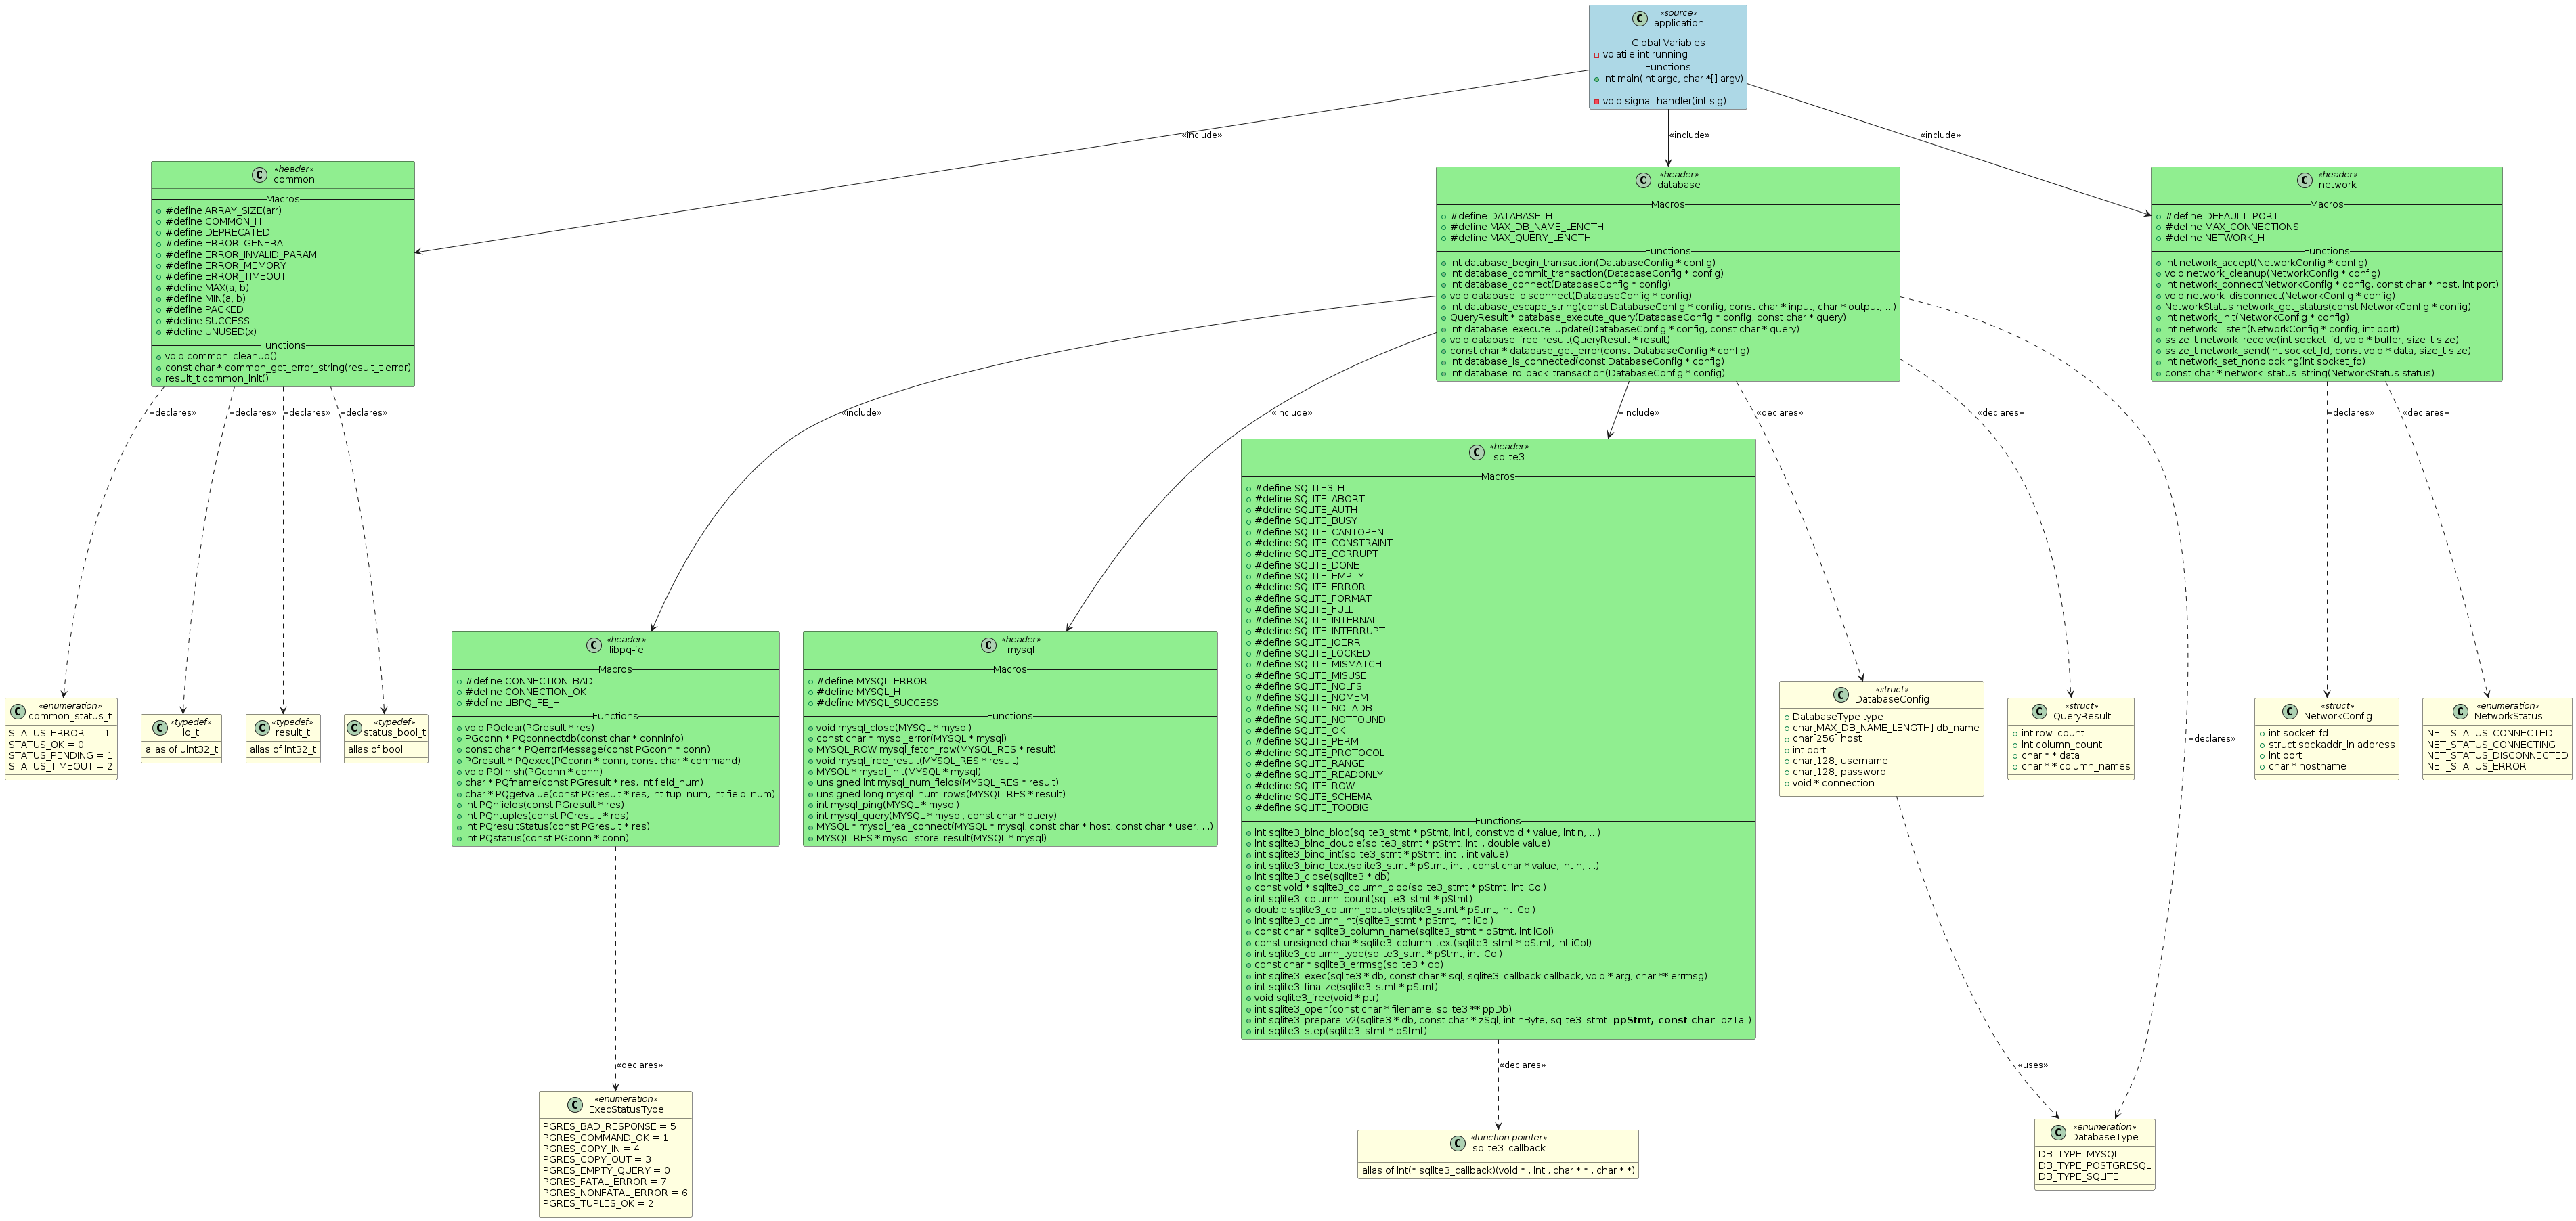 «source»
application
Global Variables
volatile int running
Functions
int main(int argc, char *[] argv)
void signal_handler(int sig)
«include»
«include»
«include»
«header»
common
Macros
#define ARRAY_SIZE(arr)
#define COMMON_H
#define DEPRECATED
#define ERROR_GENERAL
#define ERROR_INVALID_PARAM
#define ERROR_MEMORY
#define ERROR_TIMEOUT
#define MAX(a, b)
#define MIN(a, b)
#define PACKED
#define SUCCESS
#define UNUSED(x)
Functions
void common_cleanup()
const char * common_get_error_string(result_t error)
result_t common_init()
«header»
database
Macros
#define DATABASE_H
#define MAX_DB_NAME_LENGTH
#define MAX_QUERY_LENGTH
Functions
int database_begin_transaction(DatabaseConfig * config)
int database_commit_transaction(DatabaseConfig * config)
int database_connect(DatabaseConfig * config)
void database_disconnect(DatabaseConfig * config)
int database_escape_string(const DatabaseConfig * config, const char * input, char * output, ...)
QueryResult * database_execute_query(DatabaseConfig * config, const char * query)
int database_execute_update(DatabaseConfig * config, const char * query)
void database_free_result(QueryResult * result)
const char * database_get_error(const DatabaseConfig * config)
int database_is_connected(const DatabaseConfig * config)
int database_rollback_transaction(DatabaseConfig * config)
«header»
network
Macros
#define DEFAULT_PORT
#define MAX_CONNECTIONS
#define NETWORK_H
Functions
int network_accept(NetworkConfig * config)
void network_cleanup(NetworkConfig * config)
int network_connect(NetworkConfig * config, const char * host, int port)
void network_disconnect(NetworkConfig * config)
NetworkStatus network_get_status(const NetworkConfig * config)
int network_init(NetworkConfig * config)
int network_listen(NetworkConfig * config, int port)
ssize_t network_receive(int socket_fd, void * buffer, size_t size)
ssize_t network_send(int socket_fd, const void * data, size_t size)
int network_set_nonblocking(int socket_fd)
const char * network_status_string(NetworkStatus status)
«declares»
«declares»
«declares»
«declares»
«include»
«include»
«include»
«declares»
«declares»
«declares»
«declares»
«header»
sqlite3
Macros
#define SQLITE3_H
#define SQLITE_ABORT
#define SQLITE_AUTH
#define SQLITE_BUSY
#define SQLITE_CANTOPEN
#define SQLITE_CONSTRAINT
#define SQLITE_CORRUPT
#define SQLITE_DONE
#define SQLITE_EMPTY
#define SQLITE_ERROR
#define SQLITE_FORMAT
#define SQLITE_FULL
#define SQLITE_INTERNAL
#define SQLITE_INTERRUPT
#define SQLITE_IOERR
#define SQLITE_LOCKED
#define SQLITE_MISMATCH
#define SQLITE_MISUSE
#define SQLITE_NOLFS
#define SQLITE_NOMEM
#define SQLITE_NOTADB
#define SQLITE_NOTFOUND
#define SQLITE_OK
#define SQLITE_PERM
#define SQLITE_PROTOCOL
#define SQLITE_RANGE
#define SQLITE_READONLY
#define SQLITE_ROW
#define SQLITE_SCHEMA
#define SQLITE_TOOBIG
Functions
int sqlite3_bind_blob(sqlite3_stmt * pStmt, int i, const void * value, int n, ...)
int sqlite3_bind_double(sqlite3_stmt * pStmt, int i, double value)
int sqlite3_bind_int(sqlite3_stmt * pStmt, int i, int value)
int sqlite3_bind_text(sqlite3_stmt * pStmt, int i, const char * value, int n, ...)
int sqlite3_close(sqlite3 * db)
const void * sqlite3_column_blob(sqlite3_stmt * pStmt, int iCol)
int sqlite3_column_count(sqlite3_stmt * pStmt)
double sqlite3_column_double(sqlite3_stmt * pStmt, int iCol)
int sqlite3_column_int(sqlite3_stmt * pStmt, int iCol)
const char * sqlite3_column_name(sqlite3_stmt * pStmt, int iCol)
const unsigned char * sqlite3_column_text(sqlite3_stmt * pStmt, int iCol)
int sqlite3_column_type(sqlite3_stmt * pStmt, int iCol)
const char * sqlite3_errmsg(sqlite3 * db)
int sqlite3_exec(sqlite3 * db, const char * sql, sqlite3_callback callback, void * arg, char ** errmsg)
int sqlite3_finalize(sqlite3_stmt * pStmt)
void sqlite3_free(void * ptr)
int sqlite3_open(const char * filename, sqlite3 ** ppDb)
int sqlite3_prepare_v2(sqlite3 * db, const char * zSql, int nByte, sqlite3_stmt ppStmt, const char pzTail)
int sqlite3_step(sqlite3_stmt * pStmt)
«header»
libpq-fe
Macros
#define CONNECTION_BAD
#define CONNECTION_OK
#define LIBPQ_FE_H
Functions
void PQclear(PGresult * res)
PGconn * PQconnectdb(const char * conninfo)
const char * PQerrorMessage(const PGconn * conn)
PGresult * PQexec(PGconn * conn, const char * command)
void PQfinish(PGconn * conn)
char * PQfname(const PGresult * res, int field_num)
char * PQgetvalue(const PGresult * res, int tup_num, int field_num)
int PQnfields(const PGresult * res)
int PQntuples(const PGresult * res)
int PQresultStatus(const PGresult * res)
int PQstatus(const PGconn * conn)
«header»
mysql
Macros
#define MYSQL_ERROR
#define MYSQL_H
#define MYSQL_SUCCESS
Functions
void mysql_close(MYSQL * mysql)
const char * mysql_error(MYSQL * mysql)
MYSQL_ROW mysql_fetch_row(MYSQL_RES * result)
void mysql_free_result(MYSQL_RES * result)
MYSQL * mysql_init(MYSQL * mysql)
unsigned int mysql_num_fields(MYSQL_RES * result)
unsigned long mysql_num_rows(MYSQL_RES * result)
int mysql_ping(MYSQL * mysql)
int mysql_query(MYSQL * mysql, const char * query)
MYSQL * mysql_real_connect(MYSQL * mysql, const char * host, const char * user, ...)
MYSQL_RES * mysql_store_result(MYSQL * mysql)
«enumeration»
common_status_t
STATUS_ERROR = - 1
STATUS_OK = 0
STATUS_PENDING = 1
STATUS_TIMEOUT = 2
«typedef»
id_t
alias of uint32_t
«typedef»
result_t
alias of int32_t
«typedef»
status_bool_t
alias of bool
«struct»
DatabaseConfig
DatabaseType type
char[MAX_DB_NAME_LENGTH] db_name
char[256] host
int port
char[128] username
char[128] password
void * connection
«struct»
QueryResult
int row_count
int column_count
char * * data
char * * column_names
«declares»
«struct»
NetworkConfig
int socket_fd
struct sockaddr_in address
int port
char * hostname
«enumeration»
NetworkStatus
NET_STATUS_CONNECTED
NET_STATUS_CONNECTING
NET_STATUS_DISCONNECTED
NET_STATUS_ERROR
«declares»
«declares»
«uses»
«enumeration»
ExecStatusType
PGRES_BAD_RESPONSE = 5
PGRES_COMMAND_OK = 1
PGRES_COPY_IN = 4
PGRES_COPY_OUT = 3
PGRES_EMPTY_QUERY = 0
PGRES_FATAL_ERROR = 7
PGRES_NONFATAL_ERROR = 6
PGRES_TUPLES_OK = 2
«function pointer»
sqlite3_callback
alias of int(* sqlite3_callback)(void * , int , char * * , char * *)
«enumeration»
DatabaseType
DB_TYPE_MYSQL
DB_TYPE_POSTGRESQL
DB_TYPE_SQLITE